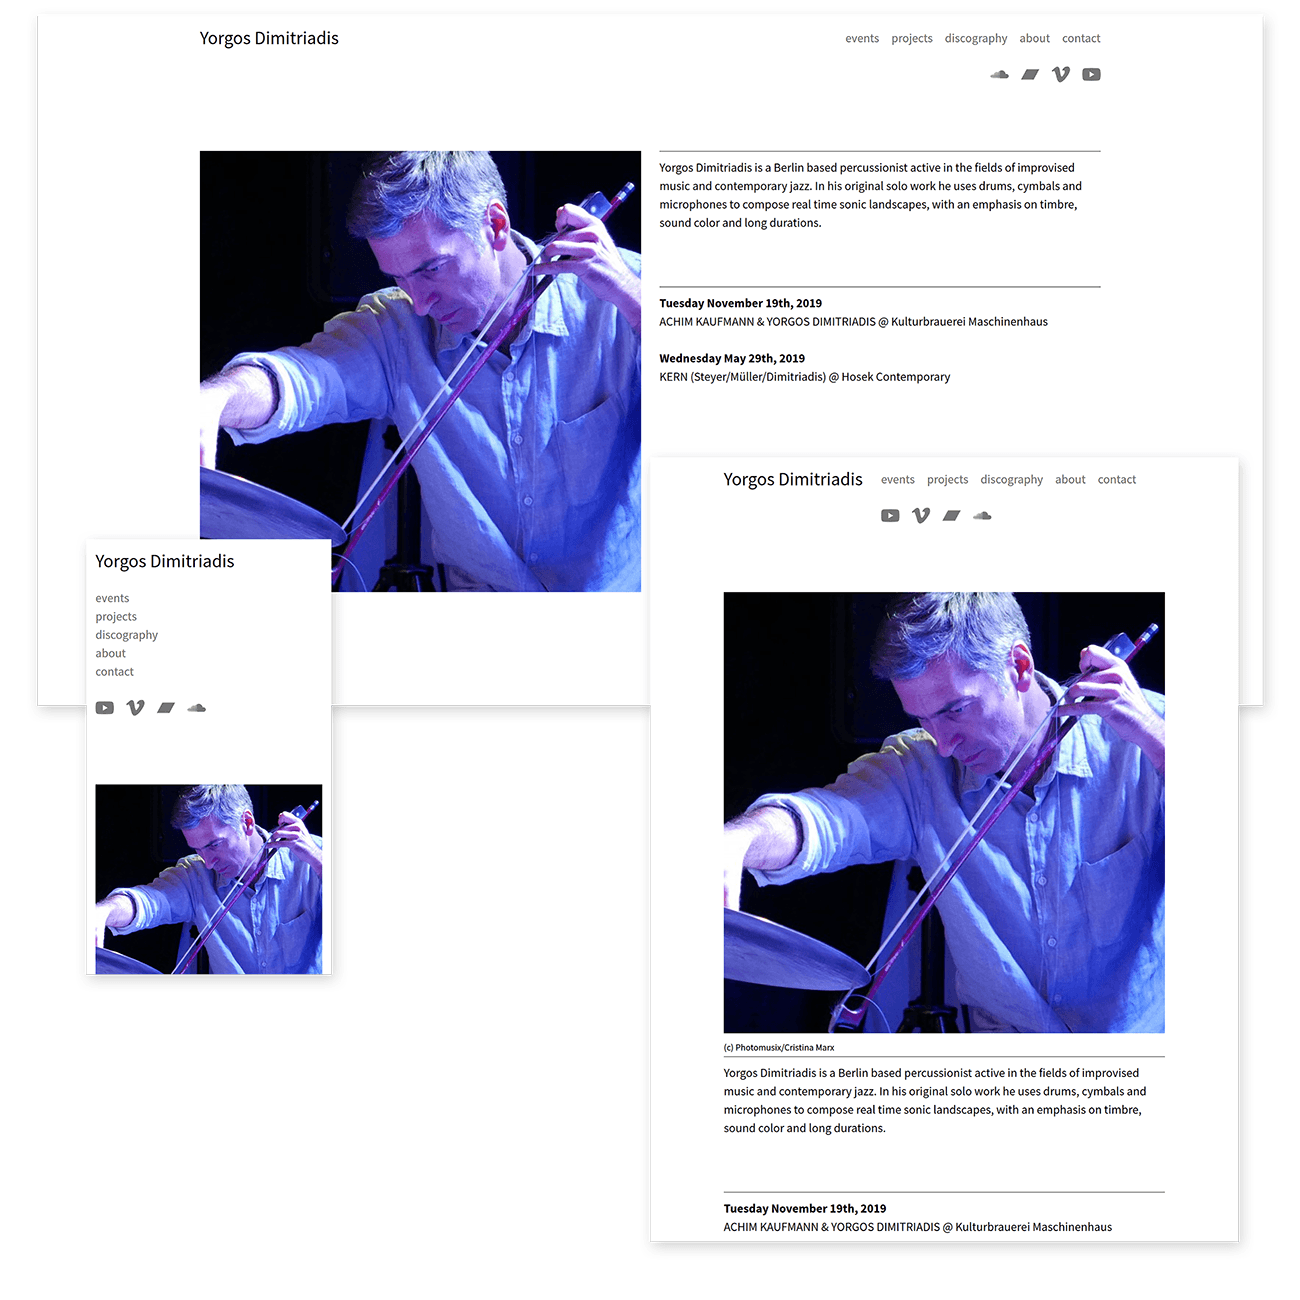 Yorgos Dimitriadis
events projects discography about contact
Yorgos Dimitriadis is a Berlin based percussionist active in the fields of improvised
music and contemporary jazz. In his original solo work he uses drums, cymbals and
microphones to compose real time sonic landscapes, with an emphasis on timbre,
sound color and long durations.
Tuesday November 19th, 2019
ACHIM KAUFMANN & YORGOS DIMITRIADIS @ Kulturbrauerei Maschinenhaus
Wednesday May 29th, 2019
KERN (Steyer/Müller/Dimitriadis) @ Hosek Contemporary
Yorgos Dimitriadis
events
projects
discography
about
contact
Yorgos Dimitriadis
events projects discography about contact
(c) Photomusix/Cristina Marx
Yorgos Dimitriadis is a Berlin based percussionist active in the fields of improvised
music and contemporary jazz. In his original solo work he uses drums, cymbals and
microphones to compose real time sonic landscapes, with an emphasis on timbre,
sound color and long durations.
Tuesday November 19th, 2019
ACHIM KAUFMANN & YORGOS DIMITRIADIS @ Kulturbrauerei Maschinenhaus